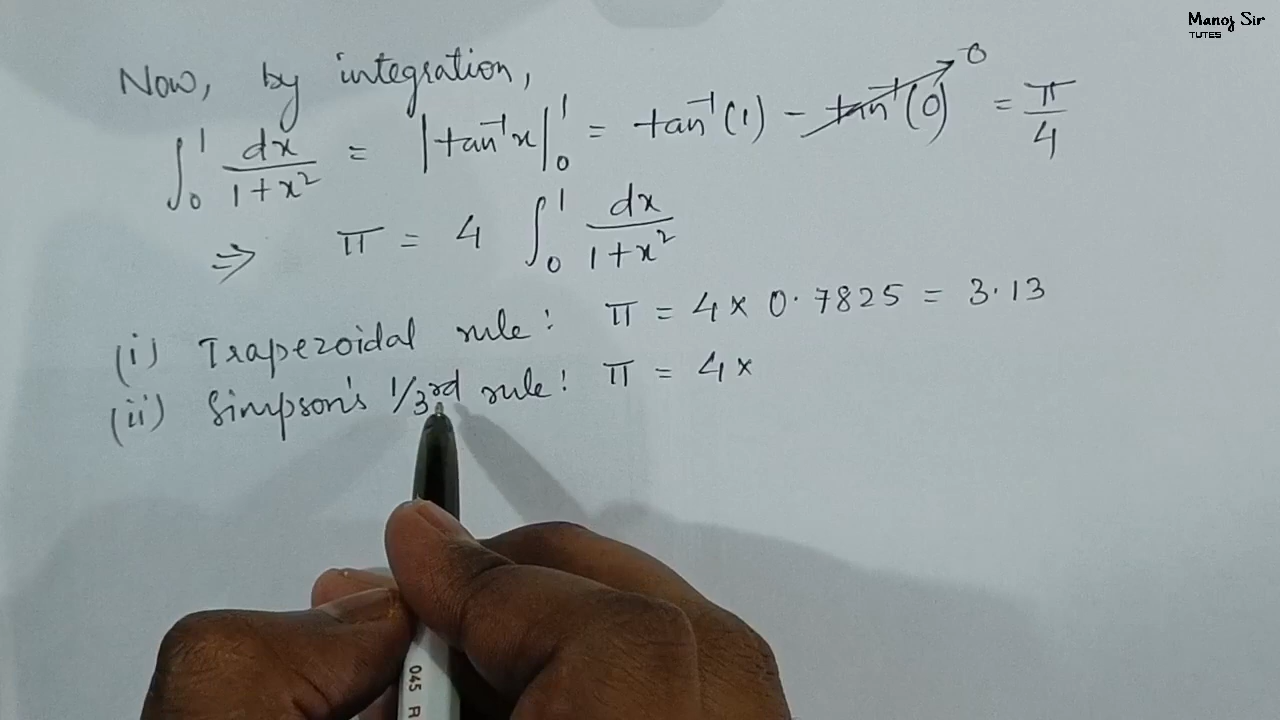 Manoj Sir
TUTES
Now, by integration,
∫₀¹ dx/(1+x²) = |tan⁻¹x|₀¹ = tan⁻¹(1) - tan⁻¹(0) → 0 = π/4
⇒ π = 4 ∫₀¹ dx/(1+x²)
(i) Trapezoidal rule: π = 4 × 0.7825 = 3.13
(ii) Simpson's 1/3rd rule: π = 4 ×
045 R